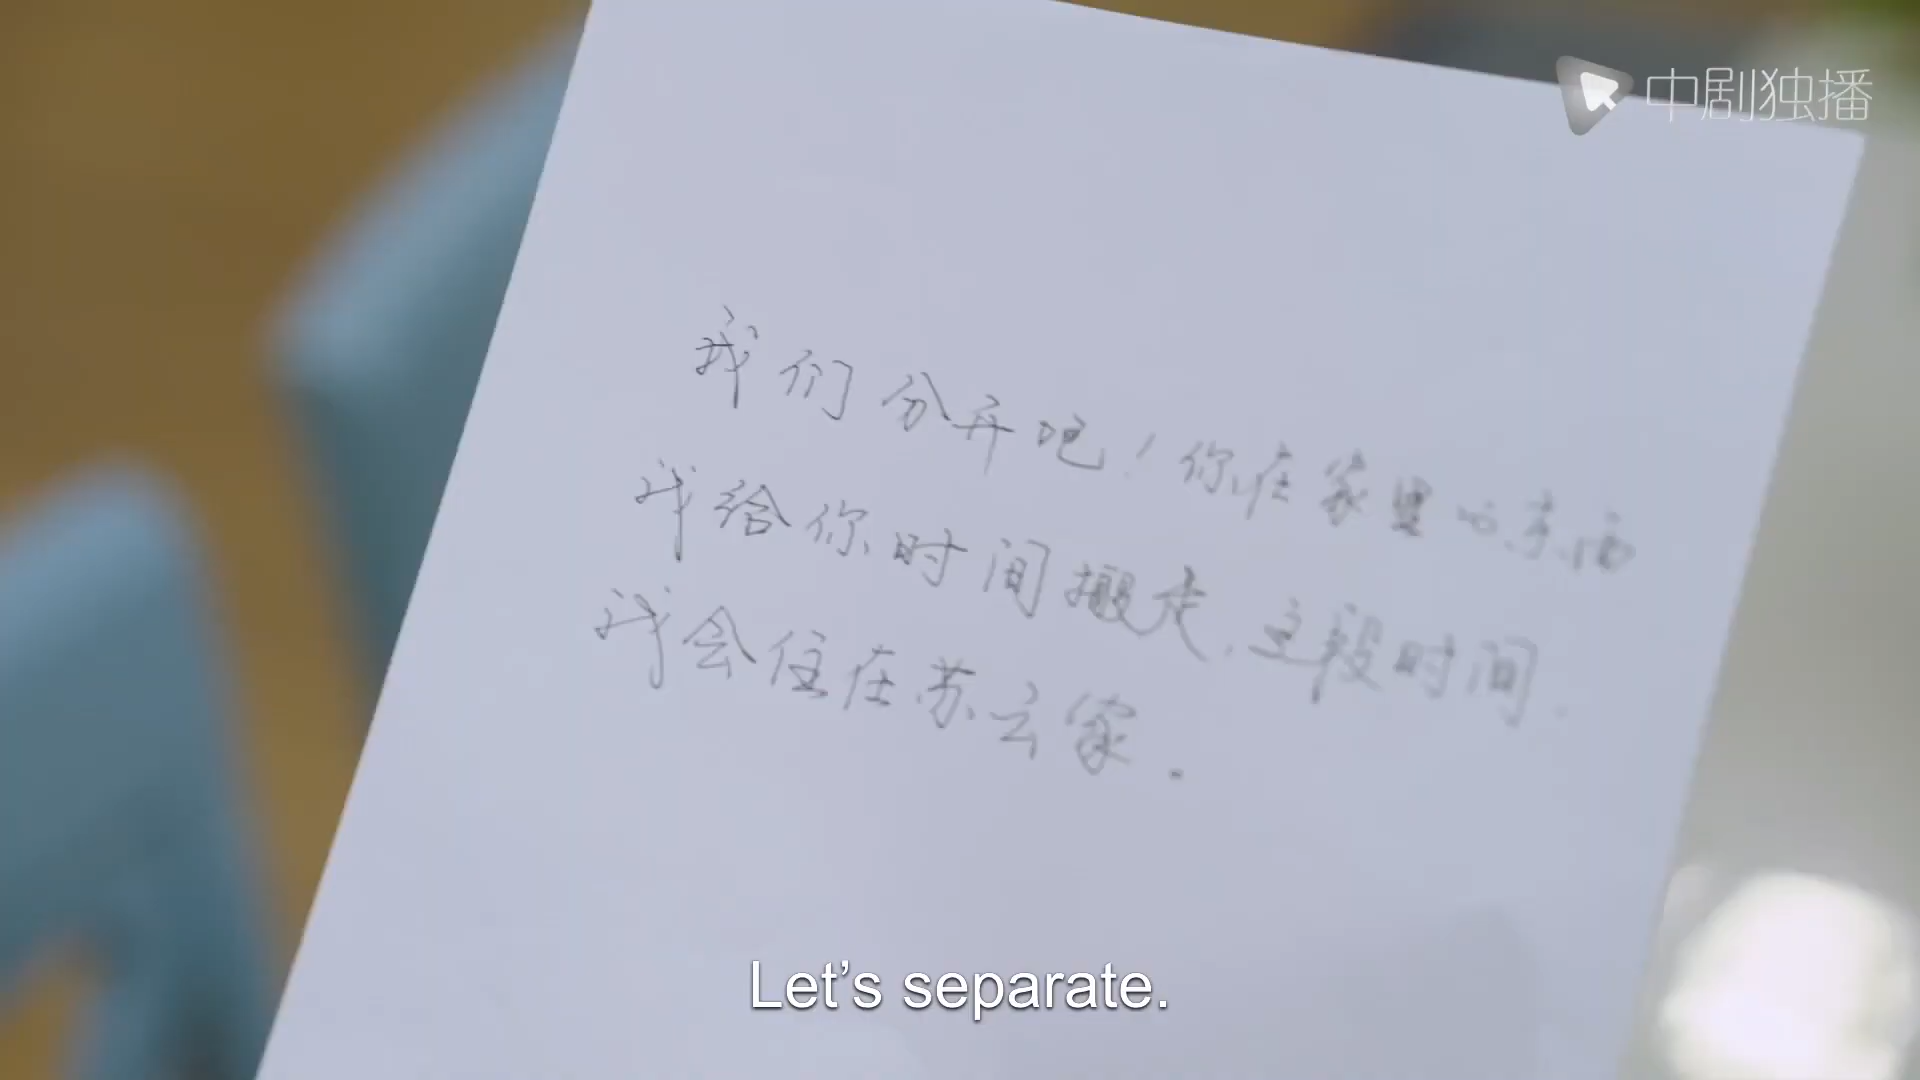 中剧独播
我们分开吧！你在家里的东西
我给你时间搬走，这段时间，
我会住在苏云家.
Let's separate.